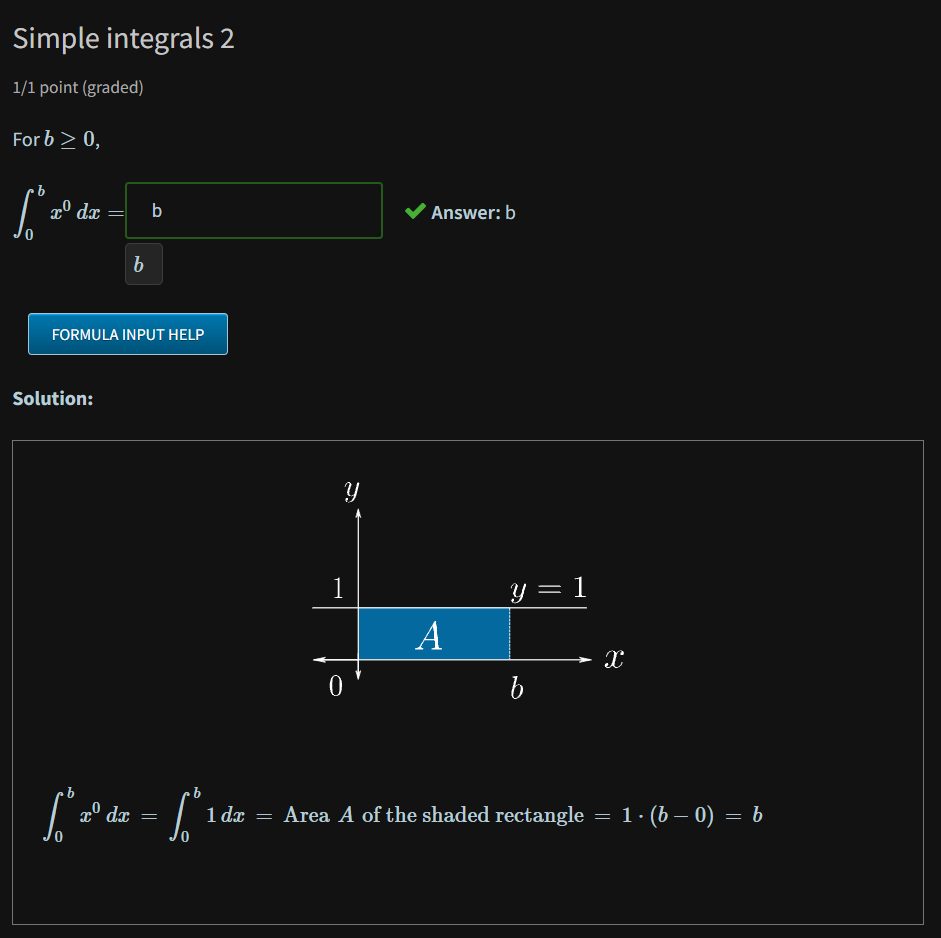 Simple integrals 2
1/1 point (graded)
For b ≥ 0,
∫₀ᵇ x⁰ dx = b ✔ Answer: b
b
FORMULA INPUT HELP
Solution:
y
1 y = 1
A
x
0 b
∫₀ᵇ x⁰ dx = ∫₀ᵇ 1 dx = Area A of the shaded rectangle = 1 · (b − 0) = b